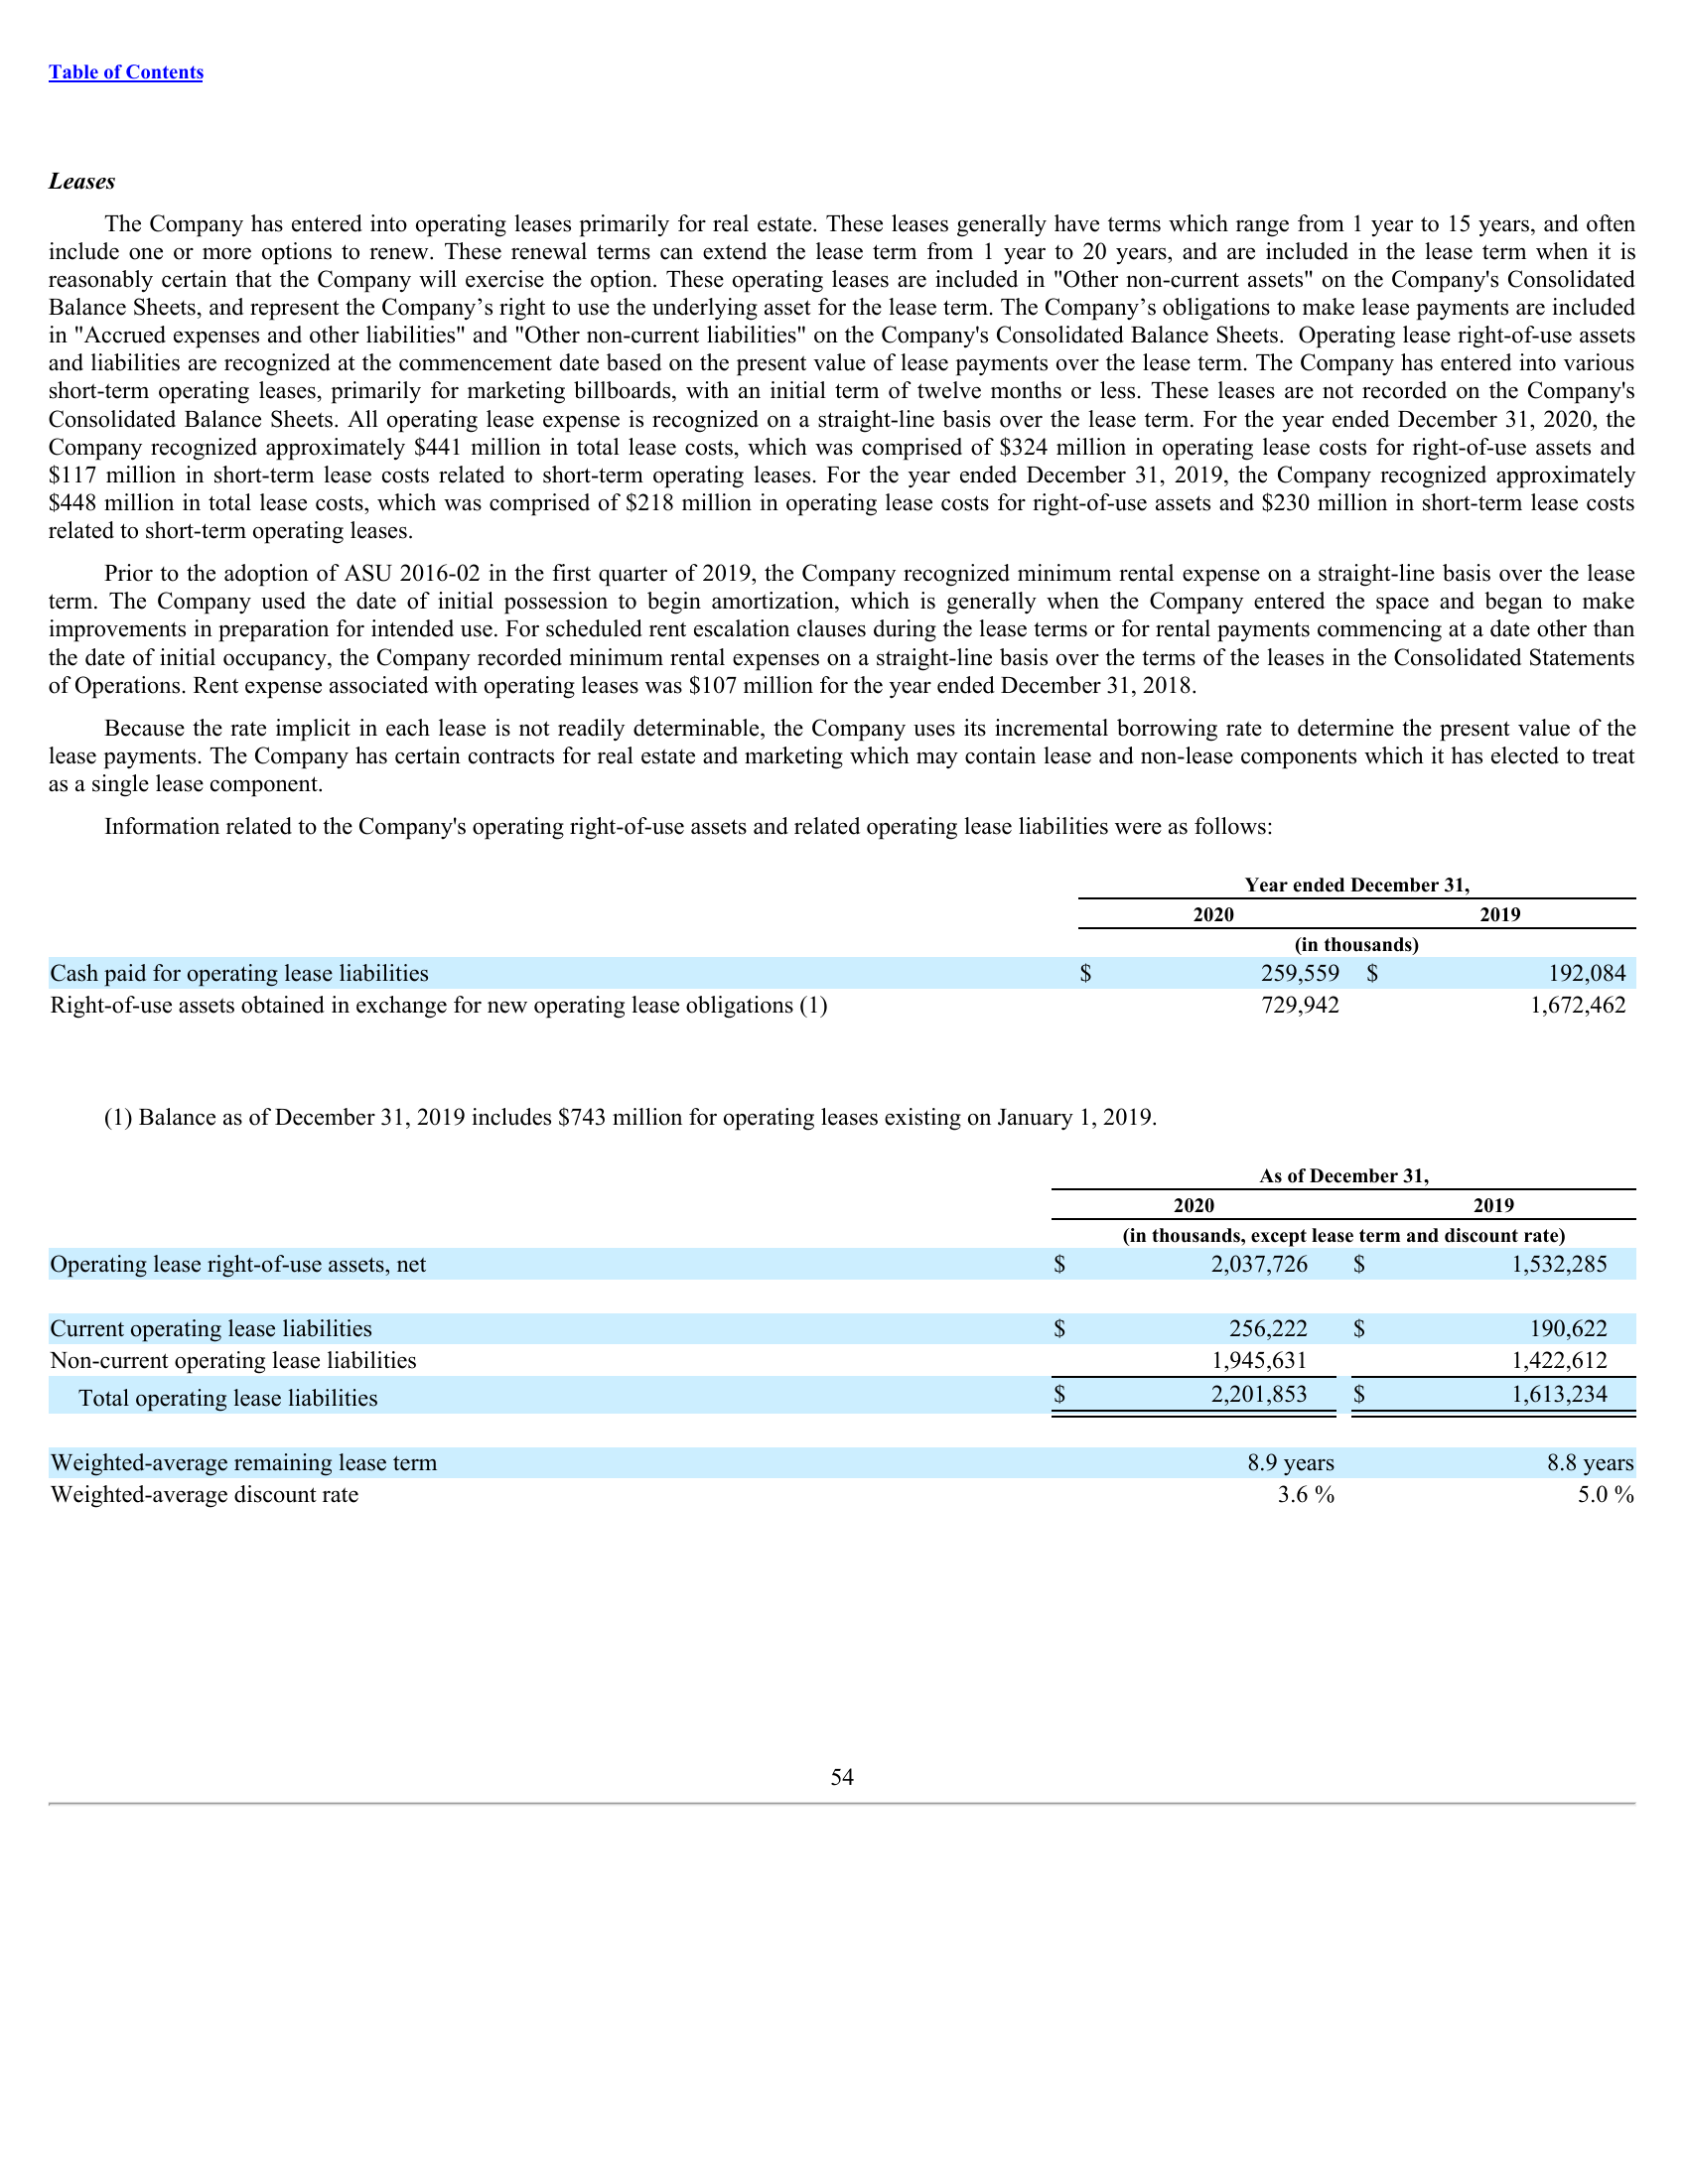 Table of Contents
Leases
The Company has entered into operating leases primarily for real estate. These leases generally have terms which range from 1 year to 15 years, and often
include one or more options to renew. These renewal terms can extend the lease term from 1 year to 20 years, and are included in the lease term when it is
reasonably certain that the Company will exercise the option. These operating leases are included in "Other non-current assets" on the Company's Consolidated
Balance Sheets, and represent the Company’s right to use the underlying asset for the lease term. The Company’s obligations to make lease payments are included
in "Accrued expenses and other liabilities" and "Other non-current liabilities" on the Company's Consolidated Balance Sheets.  Operating lease right-of-use assets
and liabilities are recognized at the commencement date based on the present value of lease payments over the lease term. The Company has entered into various
short-term operating leases, primarily for marketing billboards, with an initial term of twelve months or less. These leases are not recorded on the Company's
Consolidated Balance Sheets. All operating lease expense is recognized on a straight-line basis over the lease term. For the year ended December 31, 2020, the
Company recognized approximately $441 million in total lease costs, which was comprised of $324 million in operating lease costs for right-of-use assets and
$117 million in short-term lease costs related to short-term operating leases. For the year ended December 31, 2019, the Company recognized approximately
$448 million in total lease costs, which was comprised of $218 million in operating lease costs for right-of-use assets and $230 million in short-term lease costs
related to short-term operating leases.
Prior to the adoption of ASU 2016-02 in the first quarter of 2019, the Company recognized minimum rental expense on a straight-line basis over the lease
term. The Company used the date of initial possession to begin amortization, which is generally when the Company entered the space and began to make
improvements in preparation for intended use. For scheduled rent escalation clauses during the lease terms or for rental payments commencing at a date other than
the date of initial occupancy, the Company recorded minimum rental expenses on a straight-line basis over the terms of the leases in the Consolidated Statements
of Operations. Rent expense associated with operating leases was $107 million for the year ended December 31, 2018.
Because the rate implicit in each lease is not readily determinable, the Company uses its incremental borrowing rate to determine the present value of the
lease payments. The Company has certain contracts for real estate and marketing which may contain lease and non-lease components which it has elected to treat
as a single lease component.
Information related to the Company's operating right-of-use assets and related operating lease liabilities were as follows:
Year ended December 31,
2020 2019
(in thousands)
Cash paid for operating lease liabilities $ 259,559 $ 192,084
Right-of-use assets obtained in exchange for new operating lease obligations (1) 729,942 1,672,462
(1) Balance as of December 31, 2019 includes $743 million for operating leases existing on January 1, 2019.
As of December 31,
2020 2019
(in thousands, except lease term and discount rate)
Operating lease right-of-use assets, net $ 2,037,726 $ 1,532,285
Current operating lease liabilities $ 256,222 $ 190,622
Non-current operating lease liabilities 1,945,631 1,422,612
Total operating lease liabilities $ 2,201,853 $ 1,613,234
Weighted-average remaining lease term 8.9 years 8.8 years
Weighted-average discount rate 3.6 % 5.0 %
54